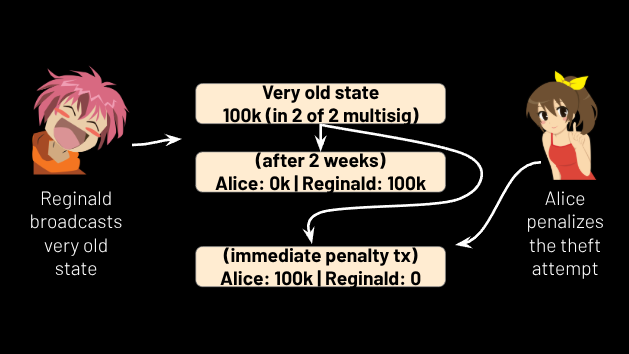 Very old state
100k (in 2 of 2 multisig)
(after 2 weeks)
Alice: 0k | Reginald: 100k
(immediate penalty tx)
Alice: 100k | Reginald: 0
Reginald
broadcasts
very old
state
Alice
penalizes
the theft
attempt